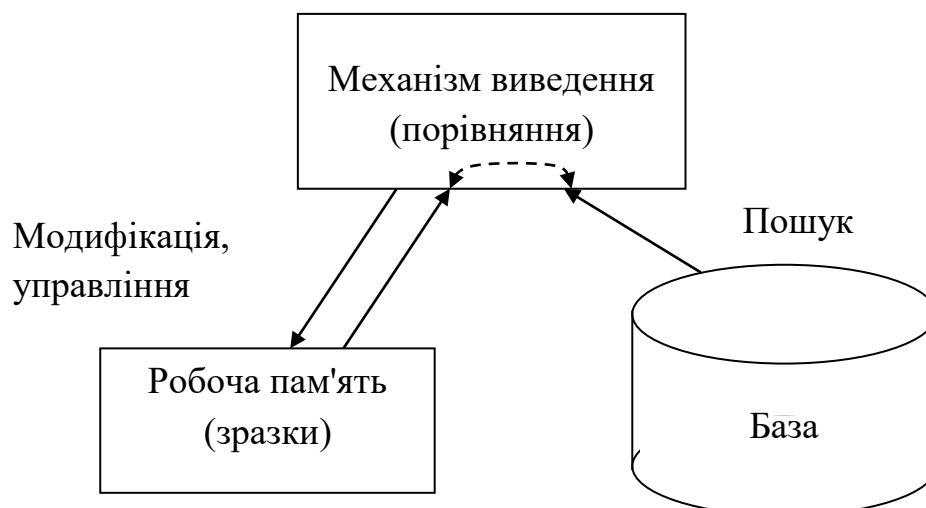 Механізм виведення
(порівняння)
Модифікація,
управління
Пошук
Робоча пам'ять
(зразки)
База